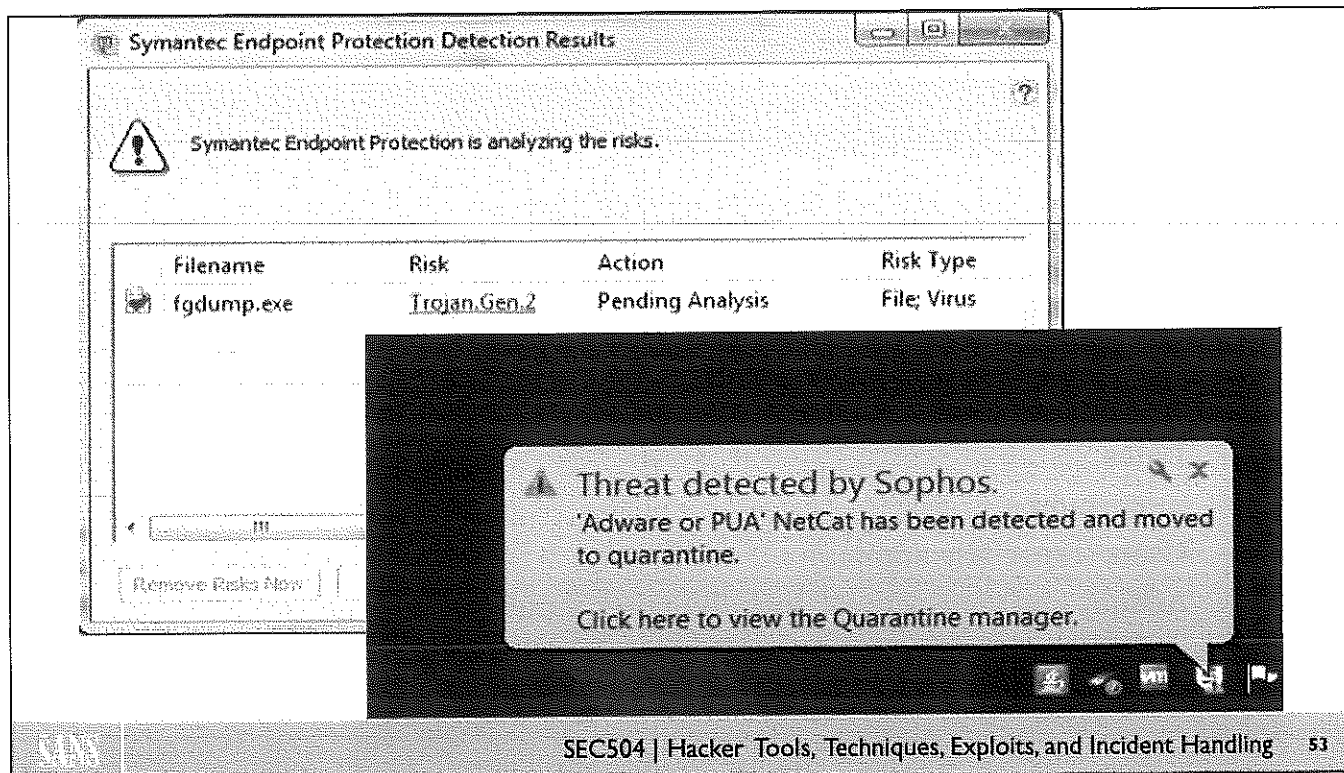 Symantec Endpoint Protection Detection Results
?
Symantec Endpoint Protection is analyzing the risks.
Filename Risk Action Risk Type
fgdump.exe Trojan.Gen.2 Pending Analysis File; Virus
Remove Risks Now
Threat detected by Sophos.
'Adware or PUA' NetCat has been detected and moved
to quarantine.
Click here to view the Quarantine manager.
SANS
SEC504 | Hacker Tools, Techniques, Exploits, and Incident Handling 53